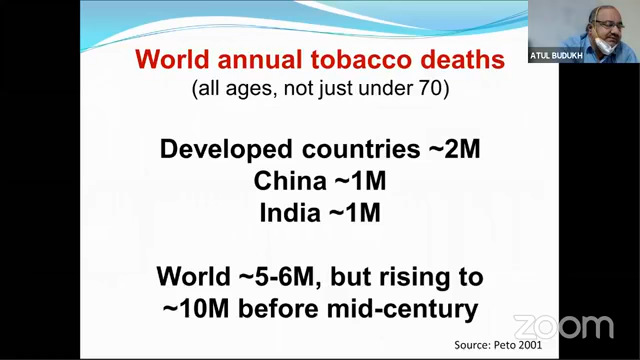 World annual tobacco deaths
(all ages, not just under 70)
Developed countries ~2M
China ~1M
India ~1M
World ~5-6M, but rising to
~10M before mid-century
Source: Peto 2001
ATUL BUDUKH
zoom